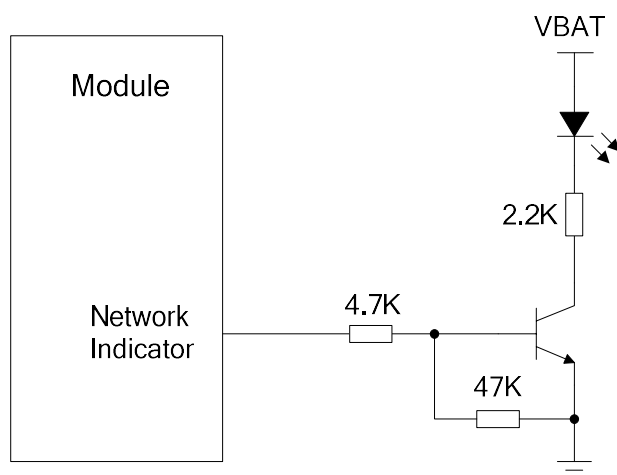 VBAT
Module
2.2K
4.7K
Network
Indicator
47K